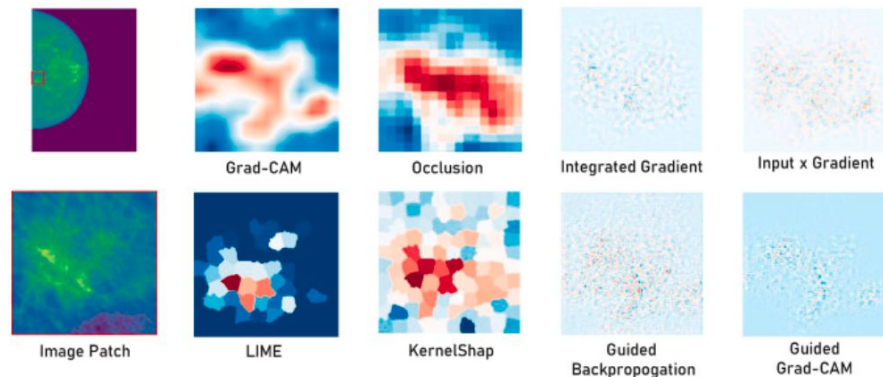 Grad-CAM
Occlusion
Integrated Gradient
Input x Gradient
Image Patch
LIME
KernelShap
Guided
Backpropogation
Guided
Grad-CAM